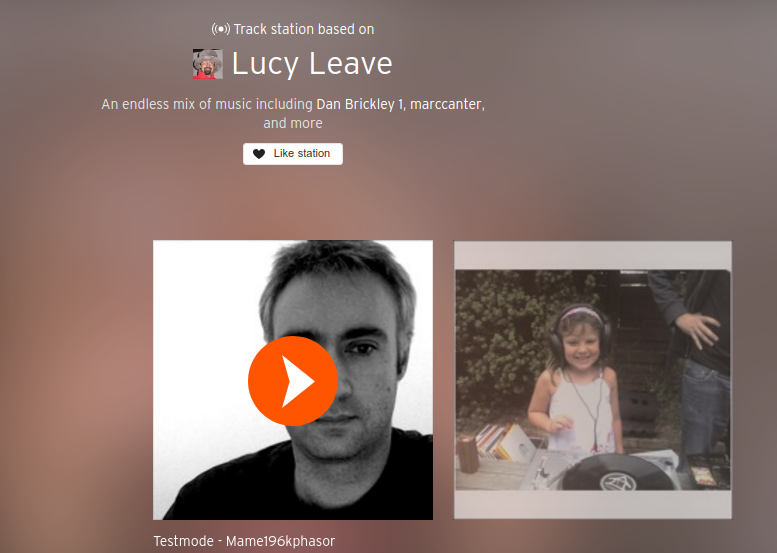 Track station based on
Lucy Leave
An endless mix of music including Dan Brickley 1, marccanter,
and more
Like station
Testmode - Mame196kphasor